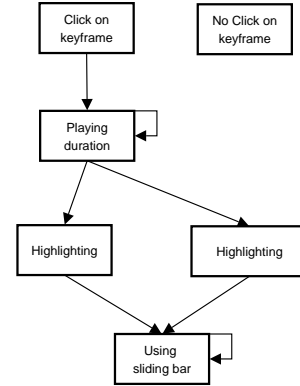 Click on
keyframe
No Click on
keyframe
Playing
duration
Highlighting
Highlighting
Using
sliding bar